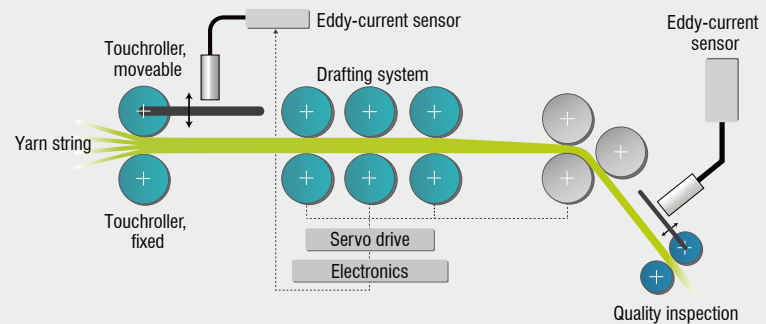 Eddy-current sensor
Touchroller,
moveable
Drafting system
Eddy-current
sensor
Yarn string
Touchroller,
fixed
Servo drive
Electronics
Quality inspection